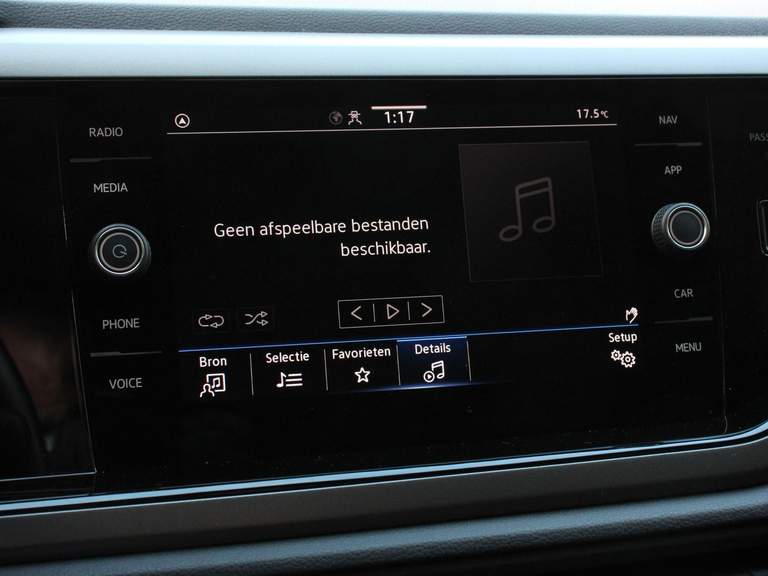 RADIO
MEDIA
PHONE
VOICE
1:17
17.5°C
Geen afspeelbare bestanden
beschikbaar.
Bron
Selectie
Favorieten
Details
Setup
NAV
APP
CAR
MENU